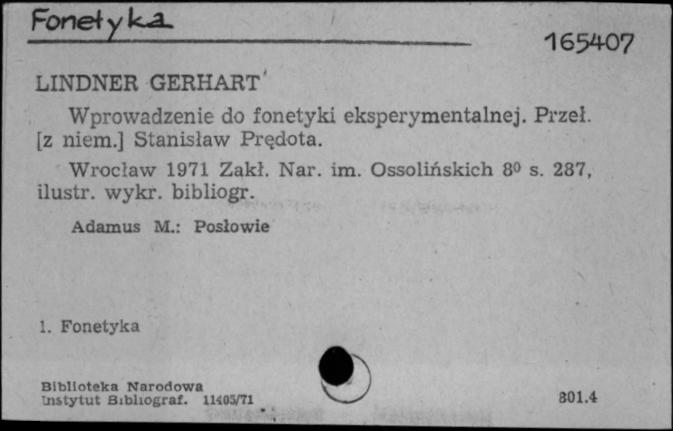 Fonetyka
165407
LINDNER GERHART
Wprowadzenie do fonetyki eksperymentalnej. Przeł.
[z niem.] Stanisław Prędota.
Wrocław 1971 Zakł. Nar. im. Ossolińskich 8⁰ s. 287,
ilustr. wykr. bibliogr.
Adamus M.: Posłowie
1. Fonetyka
Biblioteka Narodowa
Instytut Bibliograf. 11405/71
801.4